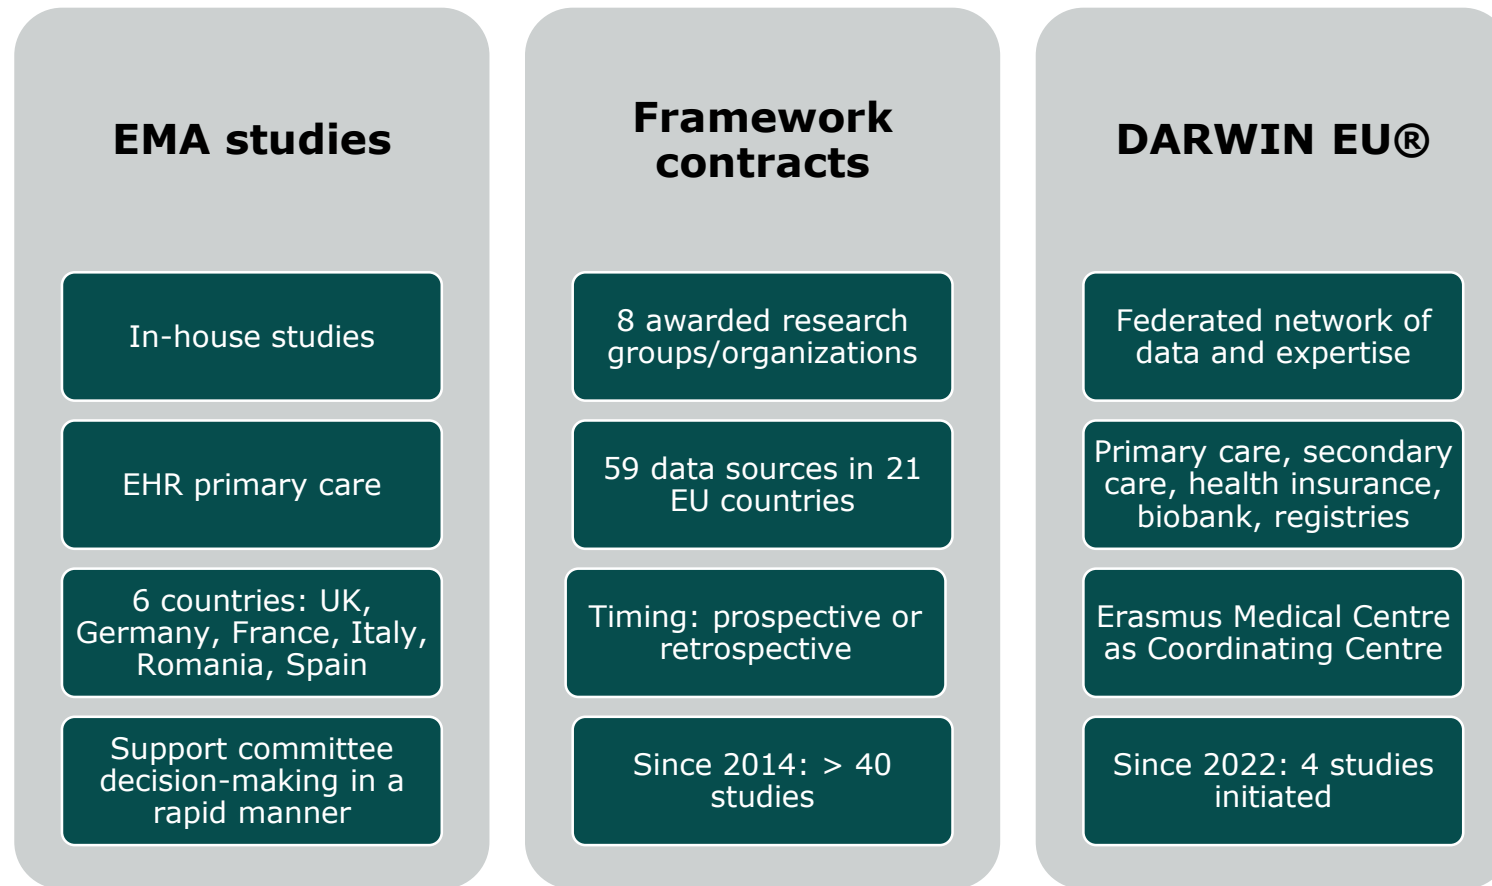 EMA studies
In-house studies
EHR primary care
6 countries: UK,
Germany, France, Italy,
Romania, Spain
Support committee
decision-making in a
rapid manner
Framework
contracts
8 awarded research
groups/organizations
59 data sources in 21
EU countries
Timing: prospective or
retrospective
Since 2014: > 40
studies
DARWIN EU®
Federated network of
data and expertise
Primary care, secondary
care, health insurance,
biobank, registries
Erasmus Medical Centre
as Coordinating Centre
Since 2022: 4 studies
initiated